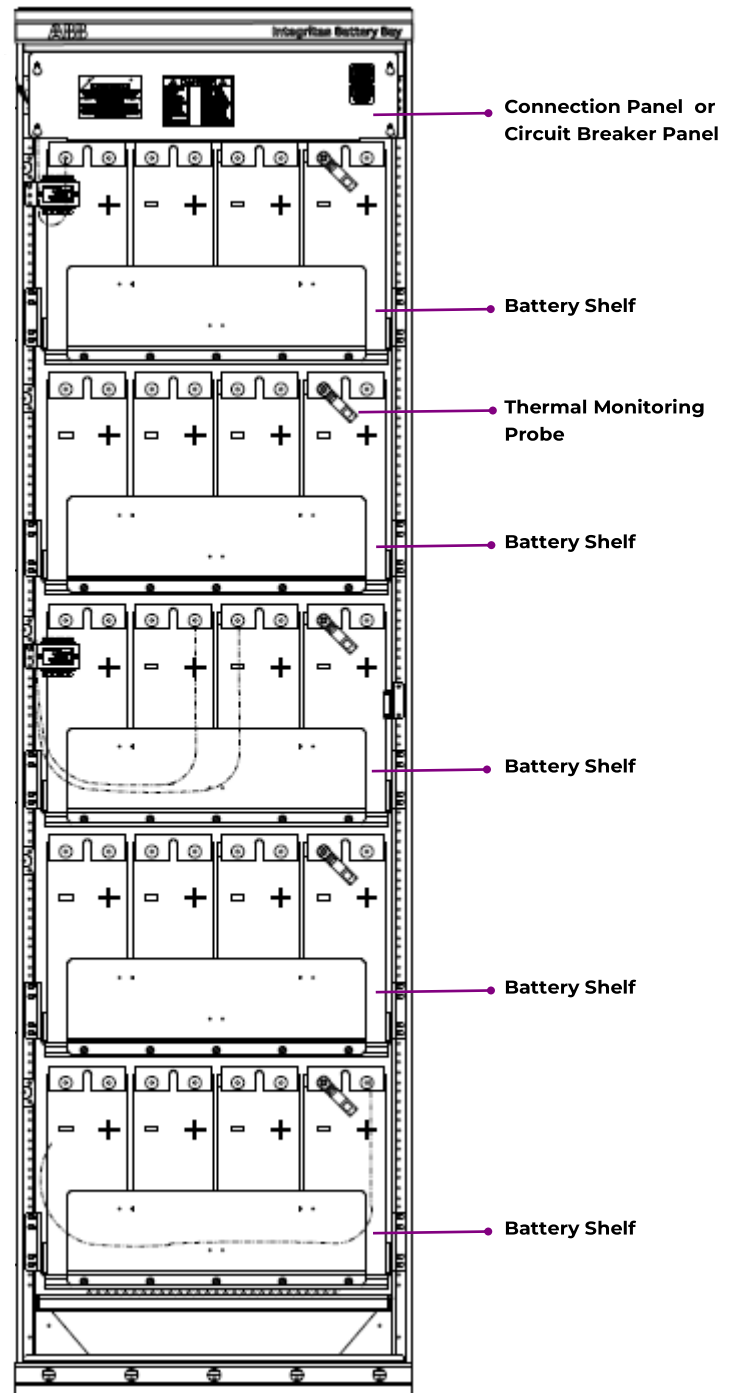 ABB
Integritas Battery Bay
Connection Panel or
Circuit Breaker Panel
Battery Shelf
Thermal Monitoring
Probe
Battery Shelf
Battery Shelf
Battery Shelf
Battery Shelf